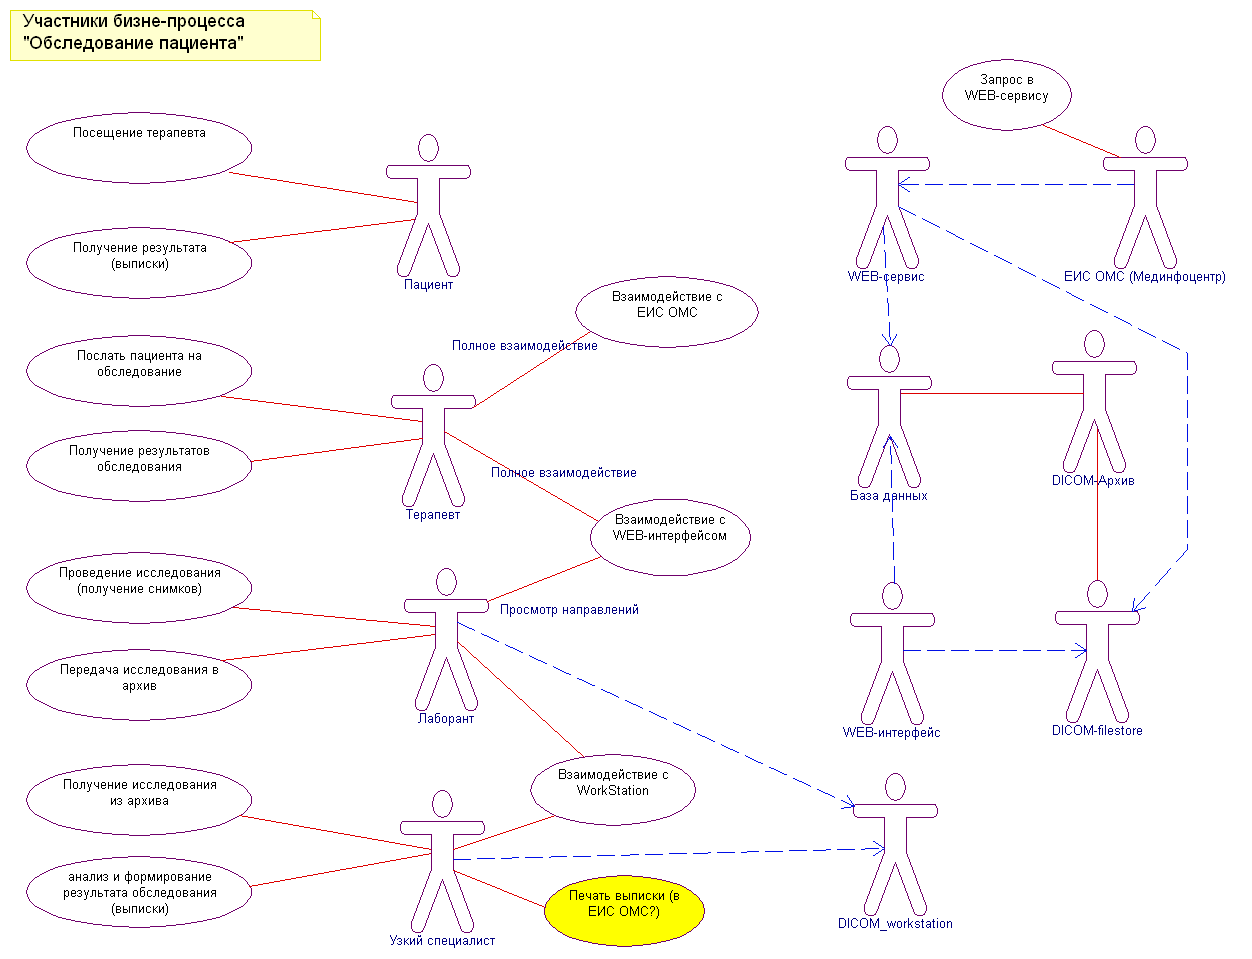 Участники бизне-процесса
"Обследование пациента"
Запрос в
WEB-сервису
Посещение терапевта
Получение результата
(выписки)
Пациент
WEB-сервис
ЕИС ОМС (Мединфоцентр)
Взаимодействие с
ЕИС ОМС
Полное взаимодействие
Послать пациента на
обследование
Получение результатов
обследования
Полное взаимодействие
Терапевт
База данных
DICOM-Архив
Взаимодействие с
WEB-интерфейсом
Проведение исследования
(получение снимков)
Просмотр направлений
Передача исследования в
архив
Лаборант
WEB-интерфейс
DICOM-filestore
Взаимодействие с
WorkStation
Получение исследования
из архива
анализ и формирование
результата обследования
(выписки)
Печать выписки (в
ЕИС ОМС?)
Узкий специалист
DICOM_workstation